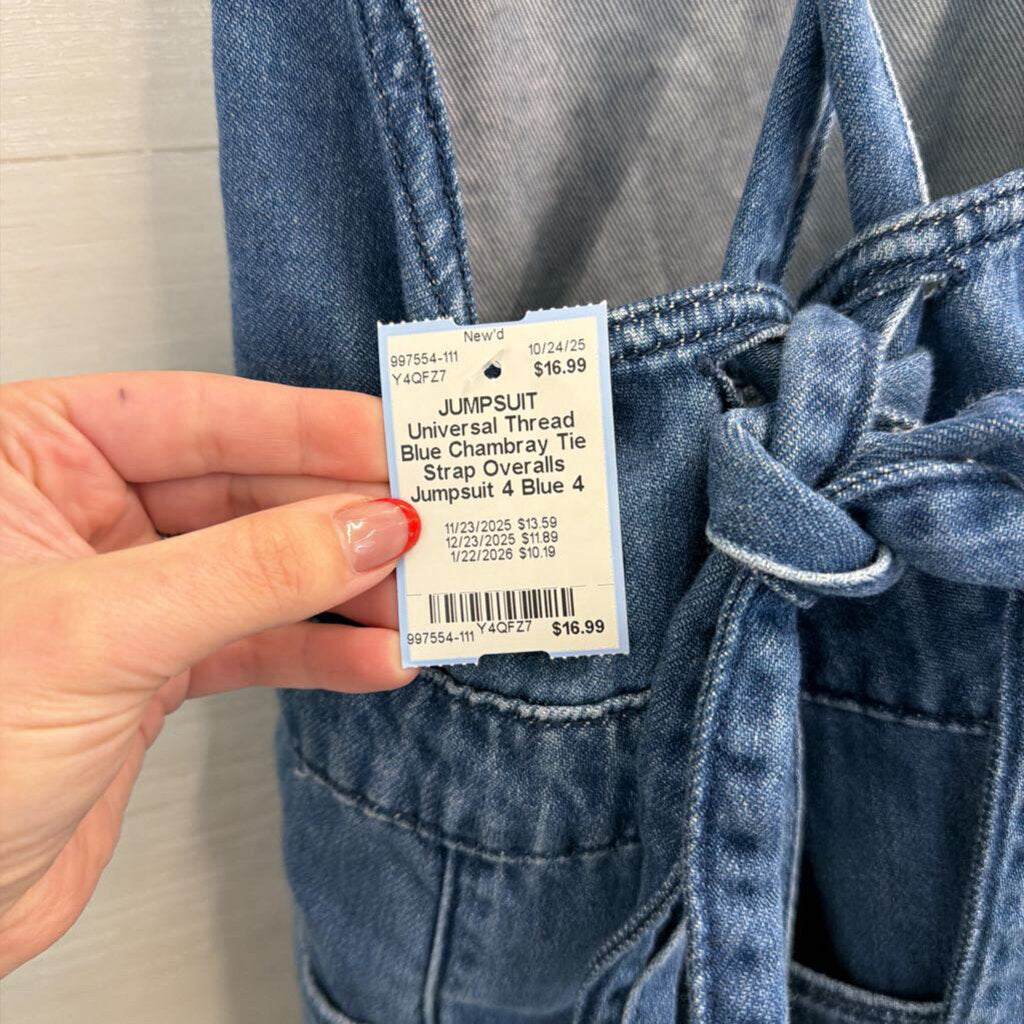 New'd
997554-111 10/24/25
Y4QFZ7 $16.99
JUMPSUIT
Universal Thread
Blue Chambray Tie
Strap Overalls
Jumpsuit 4 Blue 4
11/23/2025 $13.59
12/23/2025 $11.89
1/22/2026 $10.19
997554-111 Y4QFZ7 $16.99